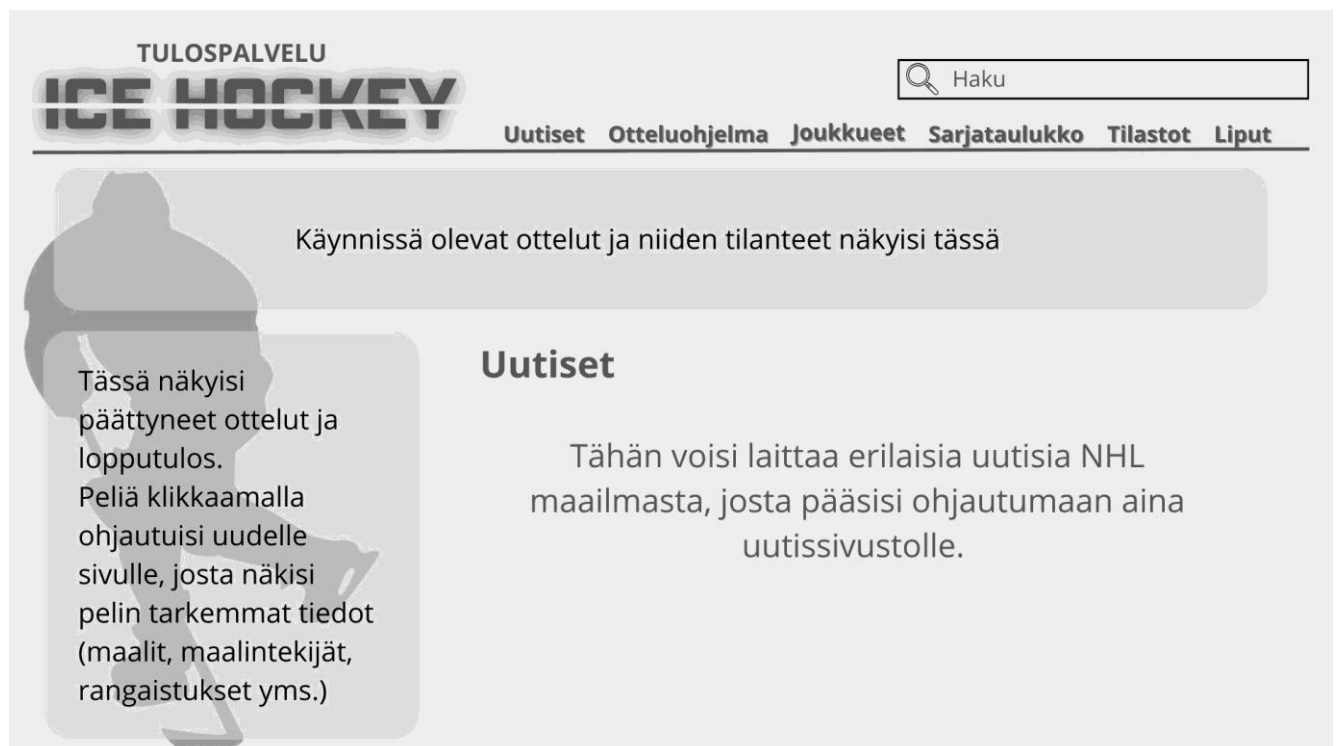 TULOSPALVELU
ICE HOCKEY
Haku
Uutiset Otteluohjelma Joukkueet Sarjataulukko Tilastot Liput
Käynnissä olevat ottelut ja niiden tilanteet näkyisi tässä
Tässä näkyisi
päättyneet ottelut ja
lopputulos.
Peliä klikkaamalla
ohjautuisi uudelle
sivulle, josta näkisi
pelin tarkemmat tiedot
(maalit, maalintekijät,
rangaistukset yms.)
Uutiset
Tähän voisi laittaa erilaisia uutisia NHL
maailmasta, josta pääsisi ohjautumaan aina
uutissivustolle.